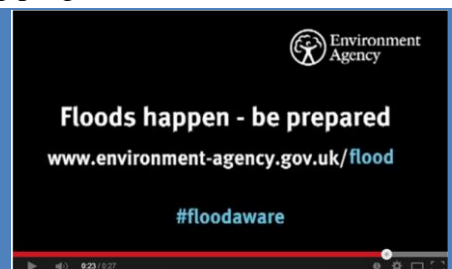 Environment
Agency
Floods happen - be prepared
www.environment-agency.gov.uk/flood
#floodaware
0:23 / 0:27